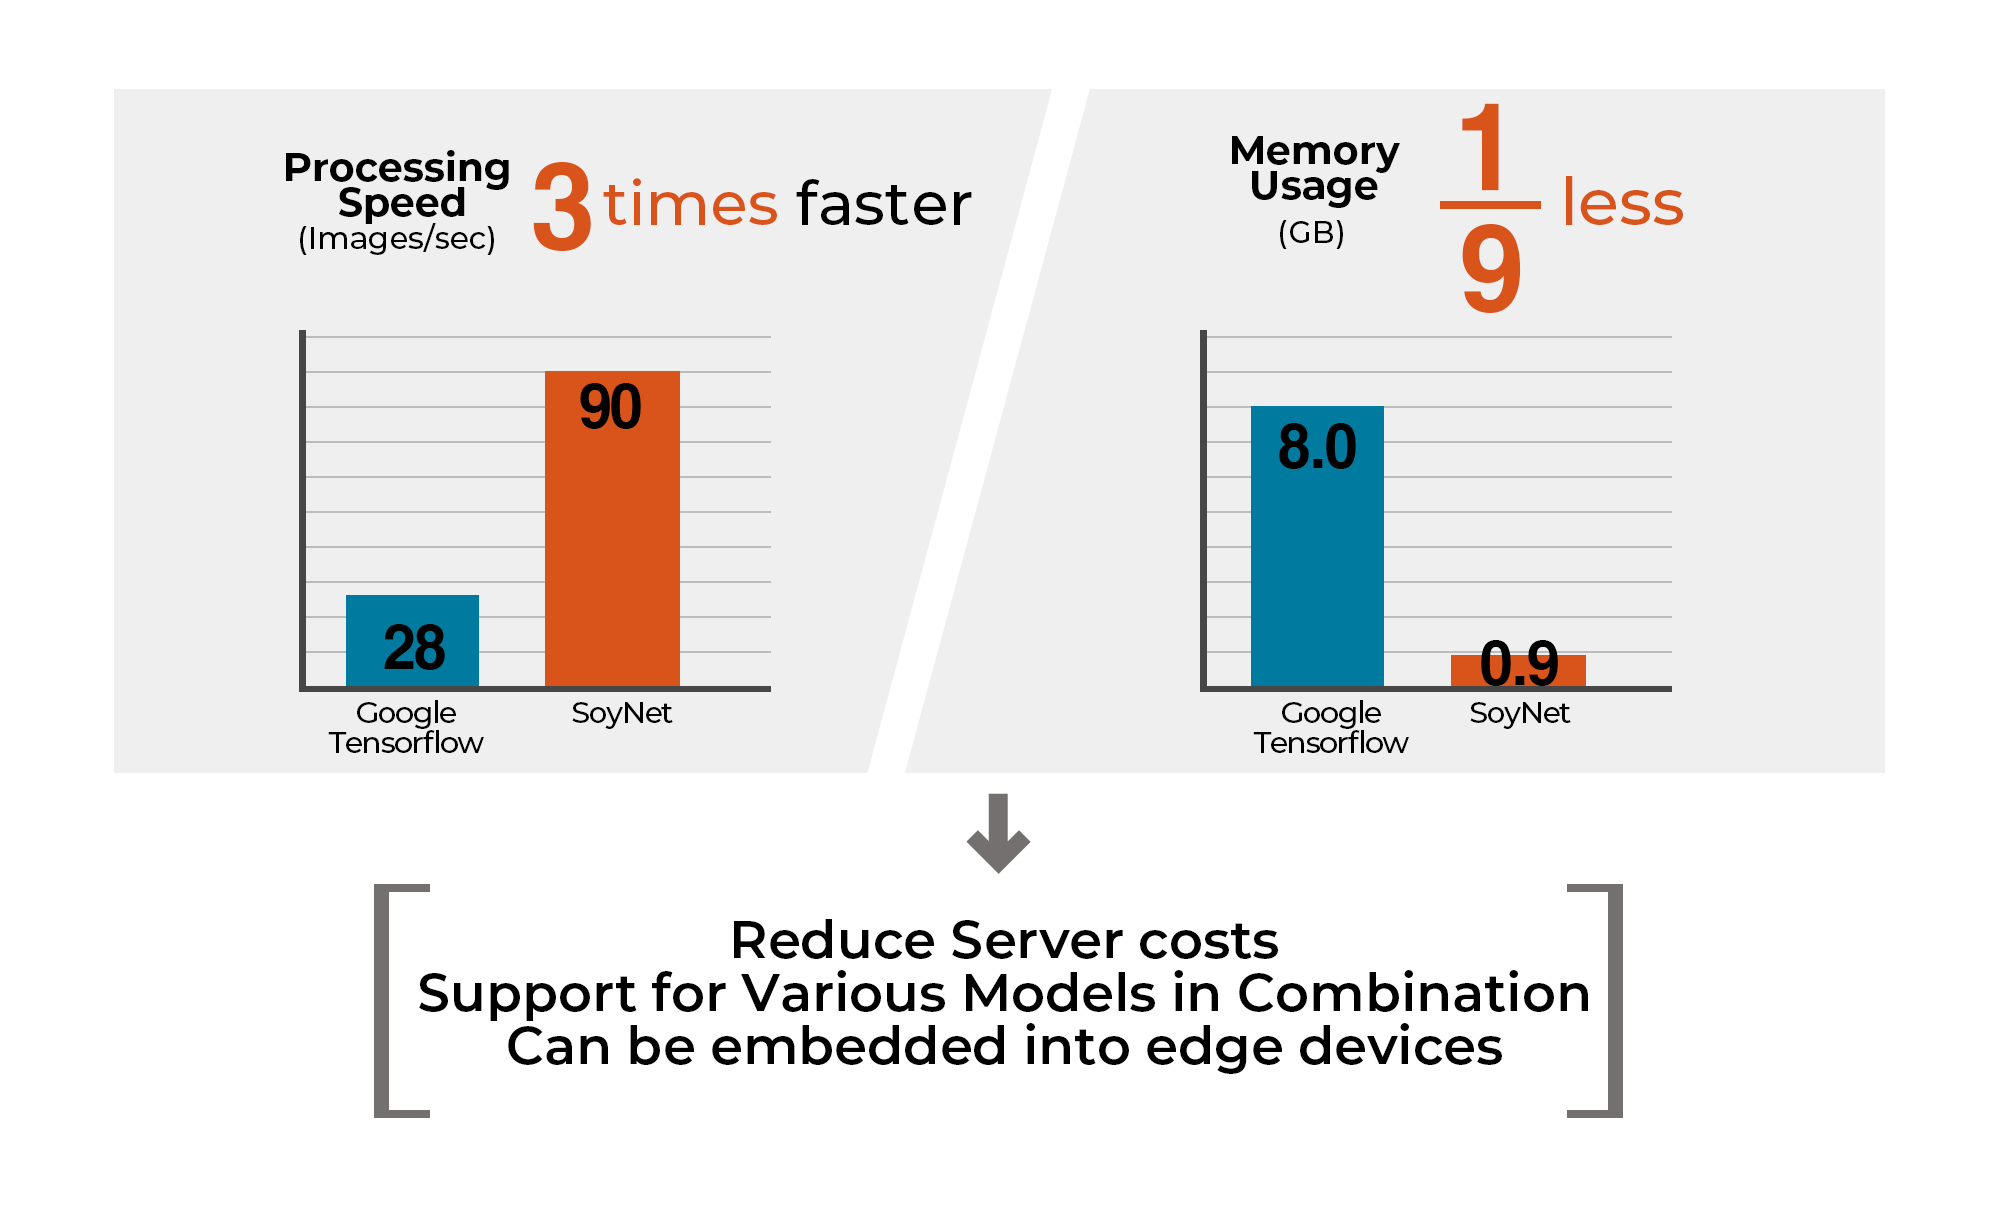 Processing
Speed
(Images/sec)
3 times faster
90
28
Google
Tensorflow
SoyNet
Memory
Usage
(GB)
1
9
less
8.0
0.9
Google
Tensorflow
SoyNet
Reduce Server costs
Support for Various Models in Combination
Can be embedded into edge devices